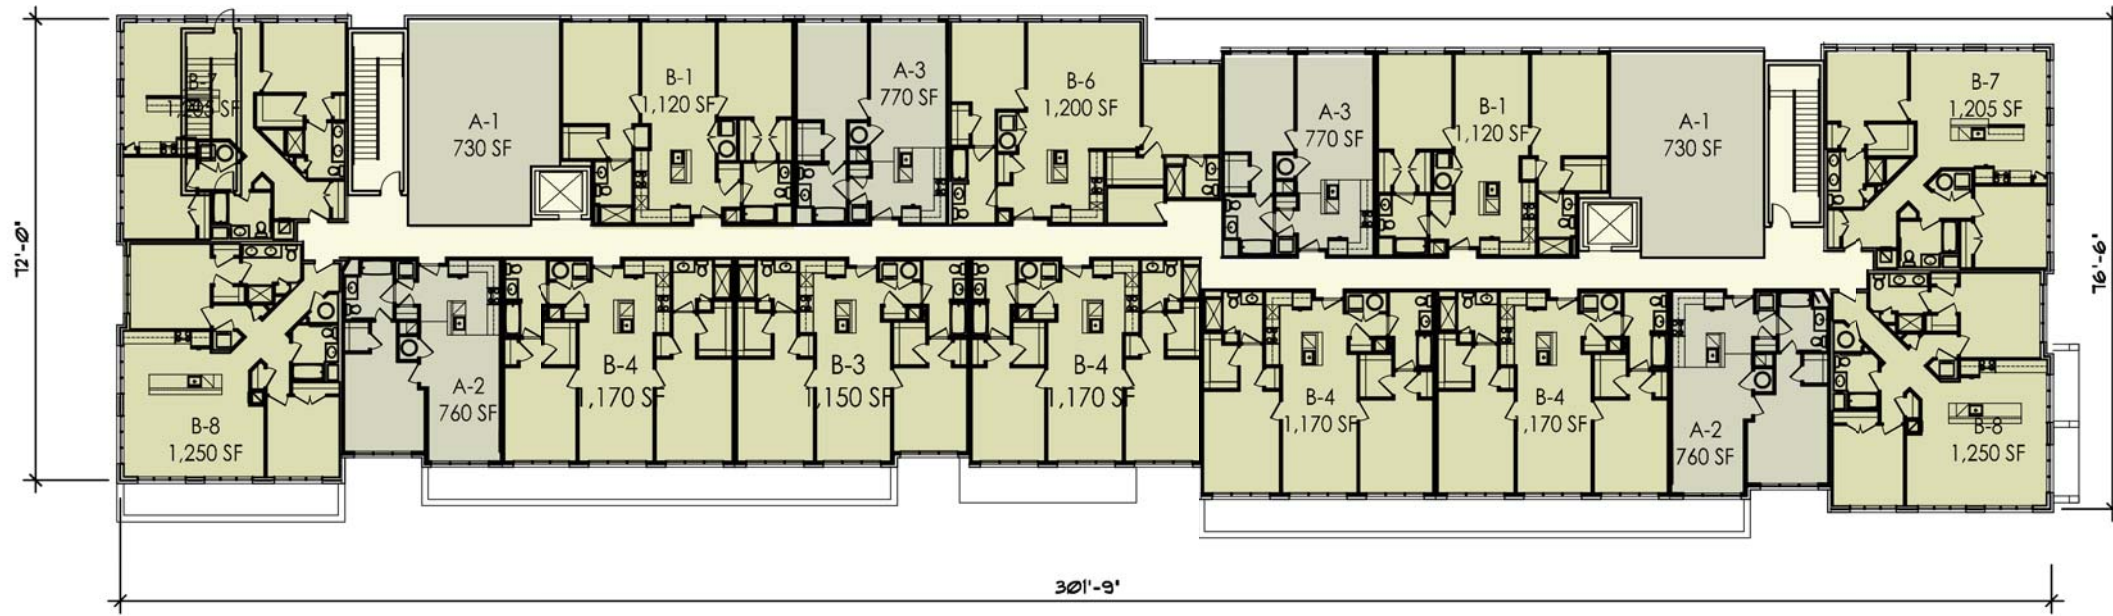 B-7
1,205 SF
A-1
730 SF
B-1
1,120 SF
A-3
770 SF
B-6
1,200 SF
A-3
770 SF
B-1
1,120 SF
A-1
730 SF
B-7
1,205 SF
72'-0"
76'-6"
B-8
1,250 SF
A-2
760 SF
B-4
1,170 SF
B-3
1,150 SF
B-4
1,170 SF
B-4
1,170 SF
B-4
1,170 SF
A-2
760 SF
B-8
1,250 SF
301'-9"